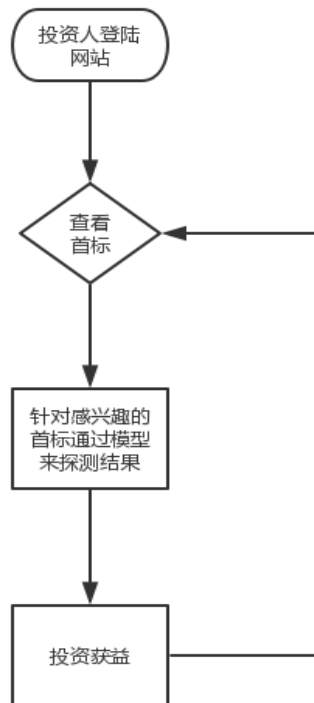 投资人登陆
网站
查看
首标
针对感兴趣的
首标通过模型
来探测结果
投资获益